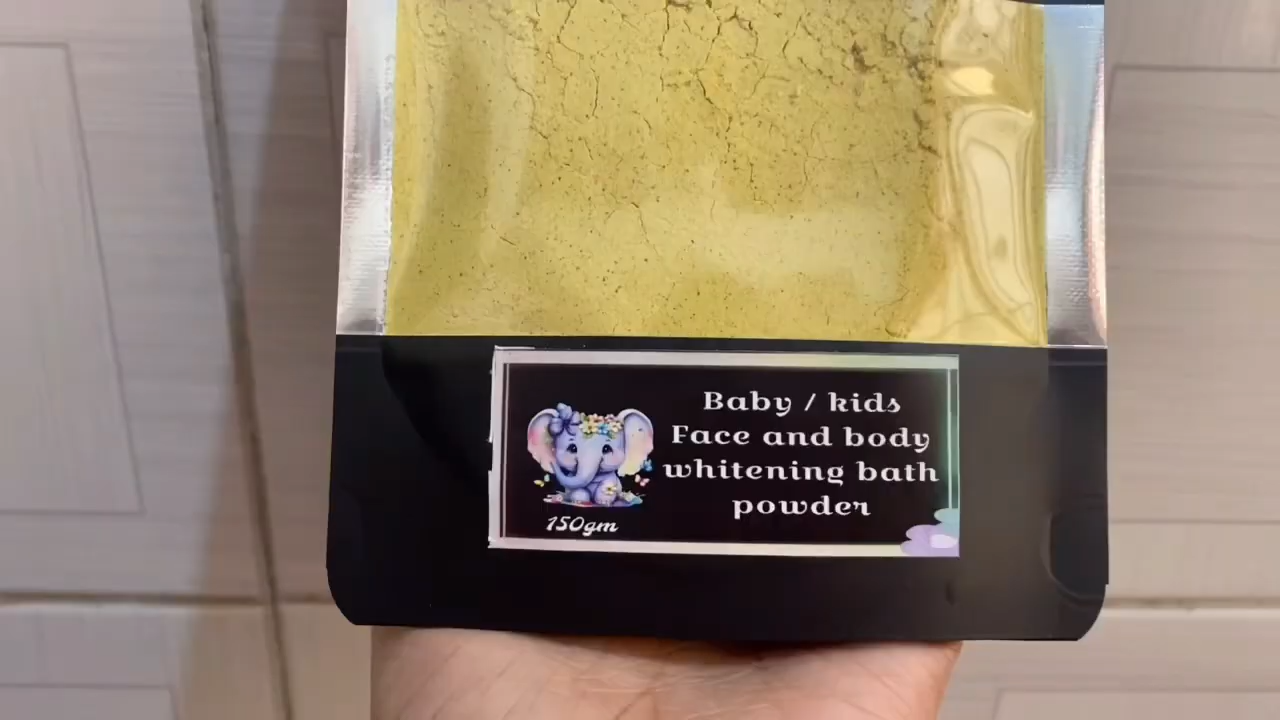 Baby / kids
Face and body
whitening bath
powder
150gm